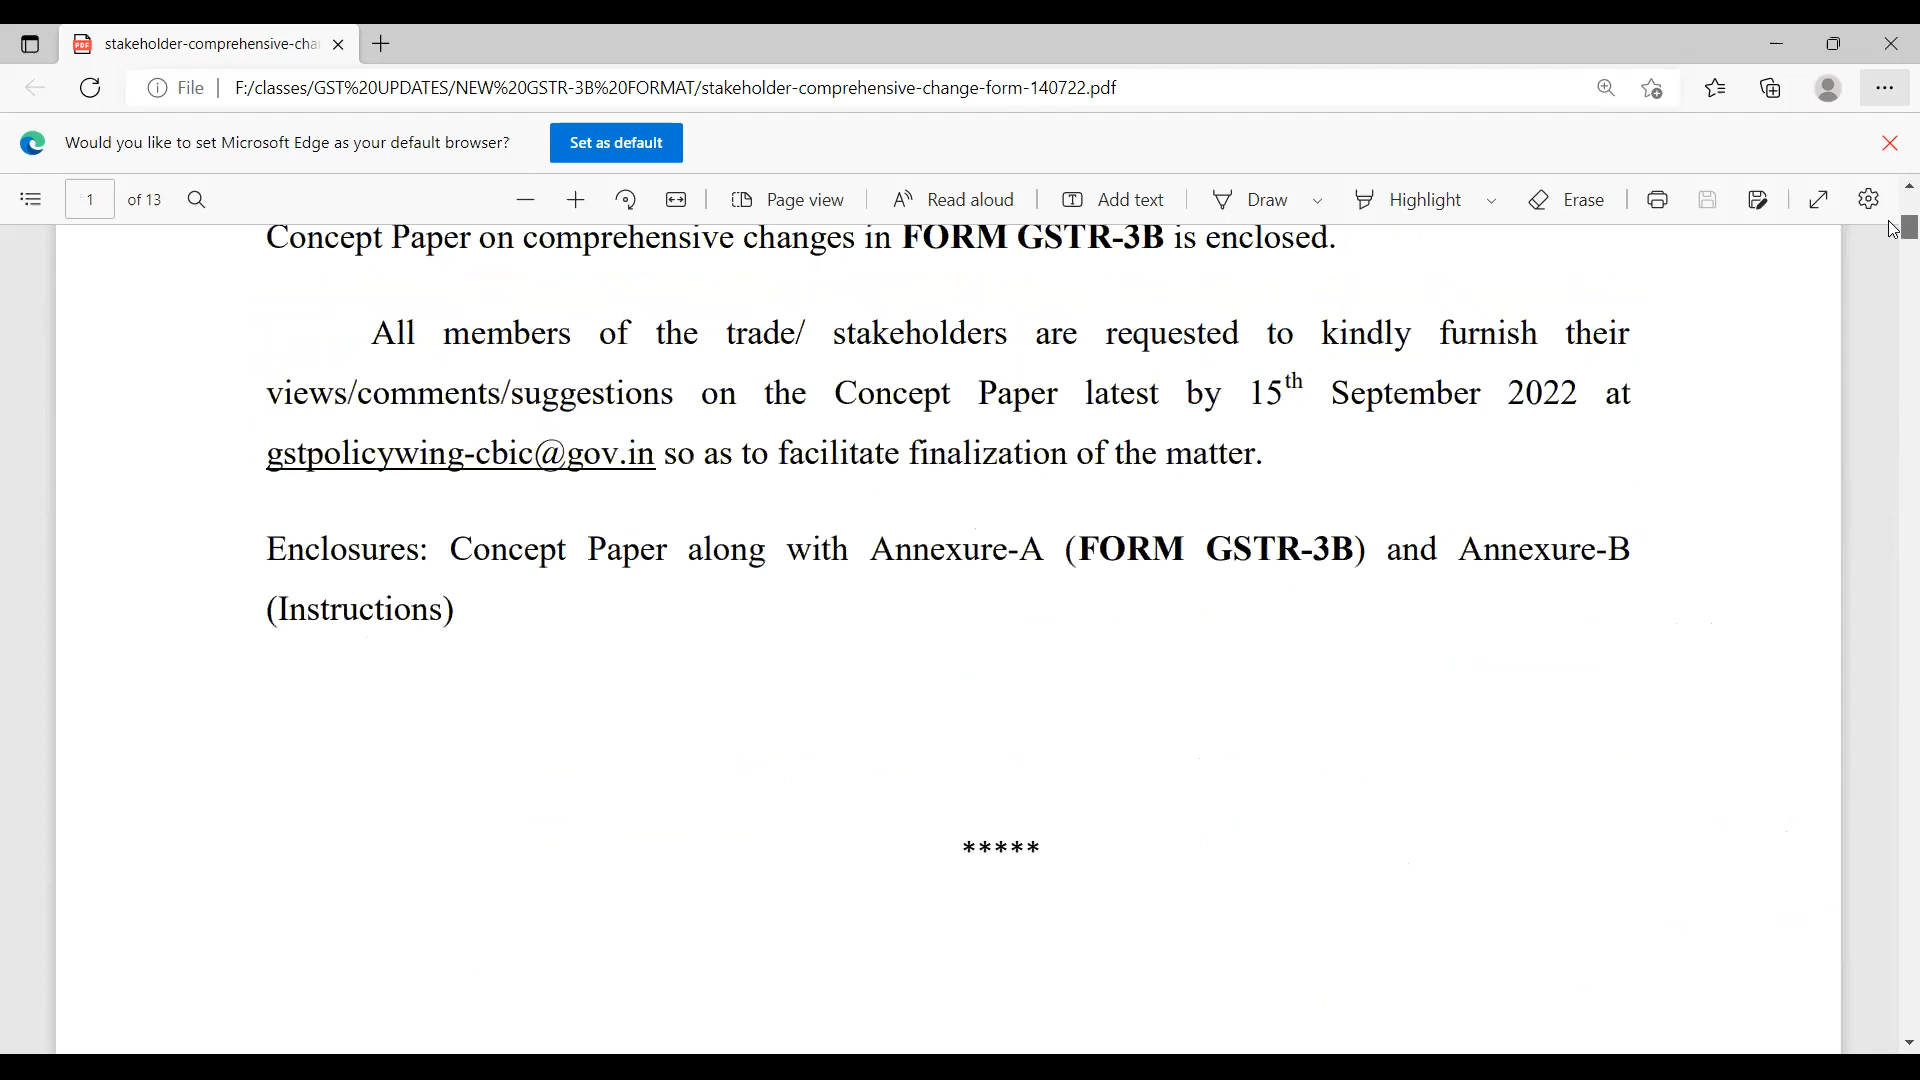 stakeholder-comprehensive-cha
File
F:/classes/GST%20UPDATES/NEW%20GSTR-3B%20FORMAT/stakeholder-comprehensive-change-form-140722.pdf
Would you like to set Microsoft Edge as your default browser?
Set as default
1 of 13
Page view
Read aloud
Add text
Draw
Highlight
Erase
Concept Paper on comprehensive changes in FORM GSTR-3B is enclosed.
All members of the trade/ stakeholders are requested to kindly furnish their
views/comments/suggestions on the Concept Paper latest by 15th September 2022 at
gstpolicywing-cbic@gov.in so as to facilitate finalization of the matter.
Enclosures: Concept Paper along with Annexure-A (FORM GSTR-3B) and Annexure-B
(Instructions)
*****